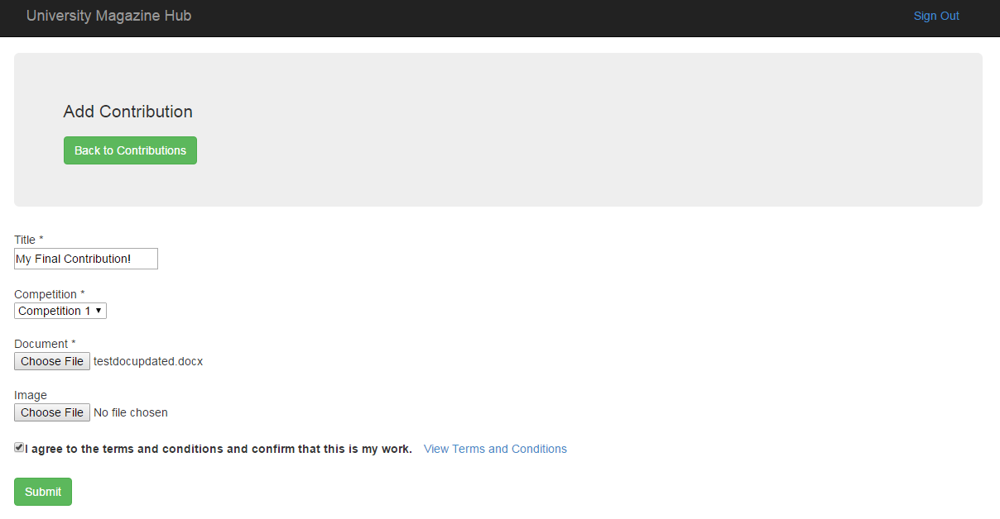 University Magazine Hub Sign Out
Add Contribution
Back to Contributions
Title *
My Final Contribution!
Competition *
Competition 1
Document *
Choose File testdocupdated.docx
Image
Choose File No file chosen
I agree to the terms and conditions and confirm that this is my work. View Terms and Conditions
Submit